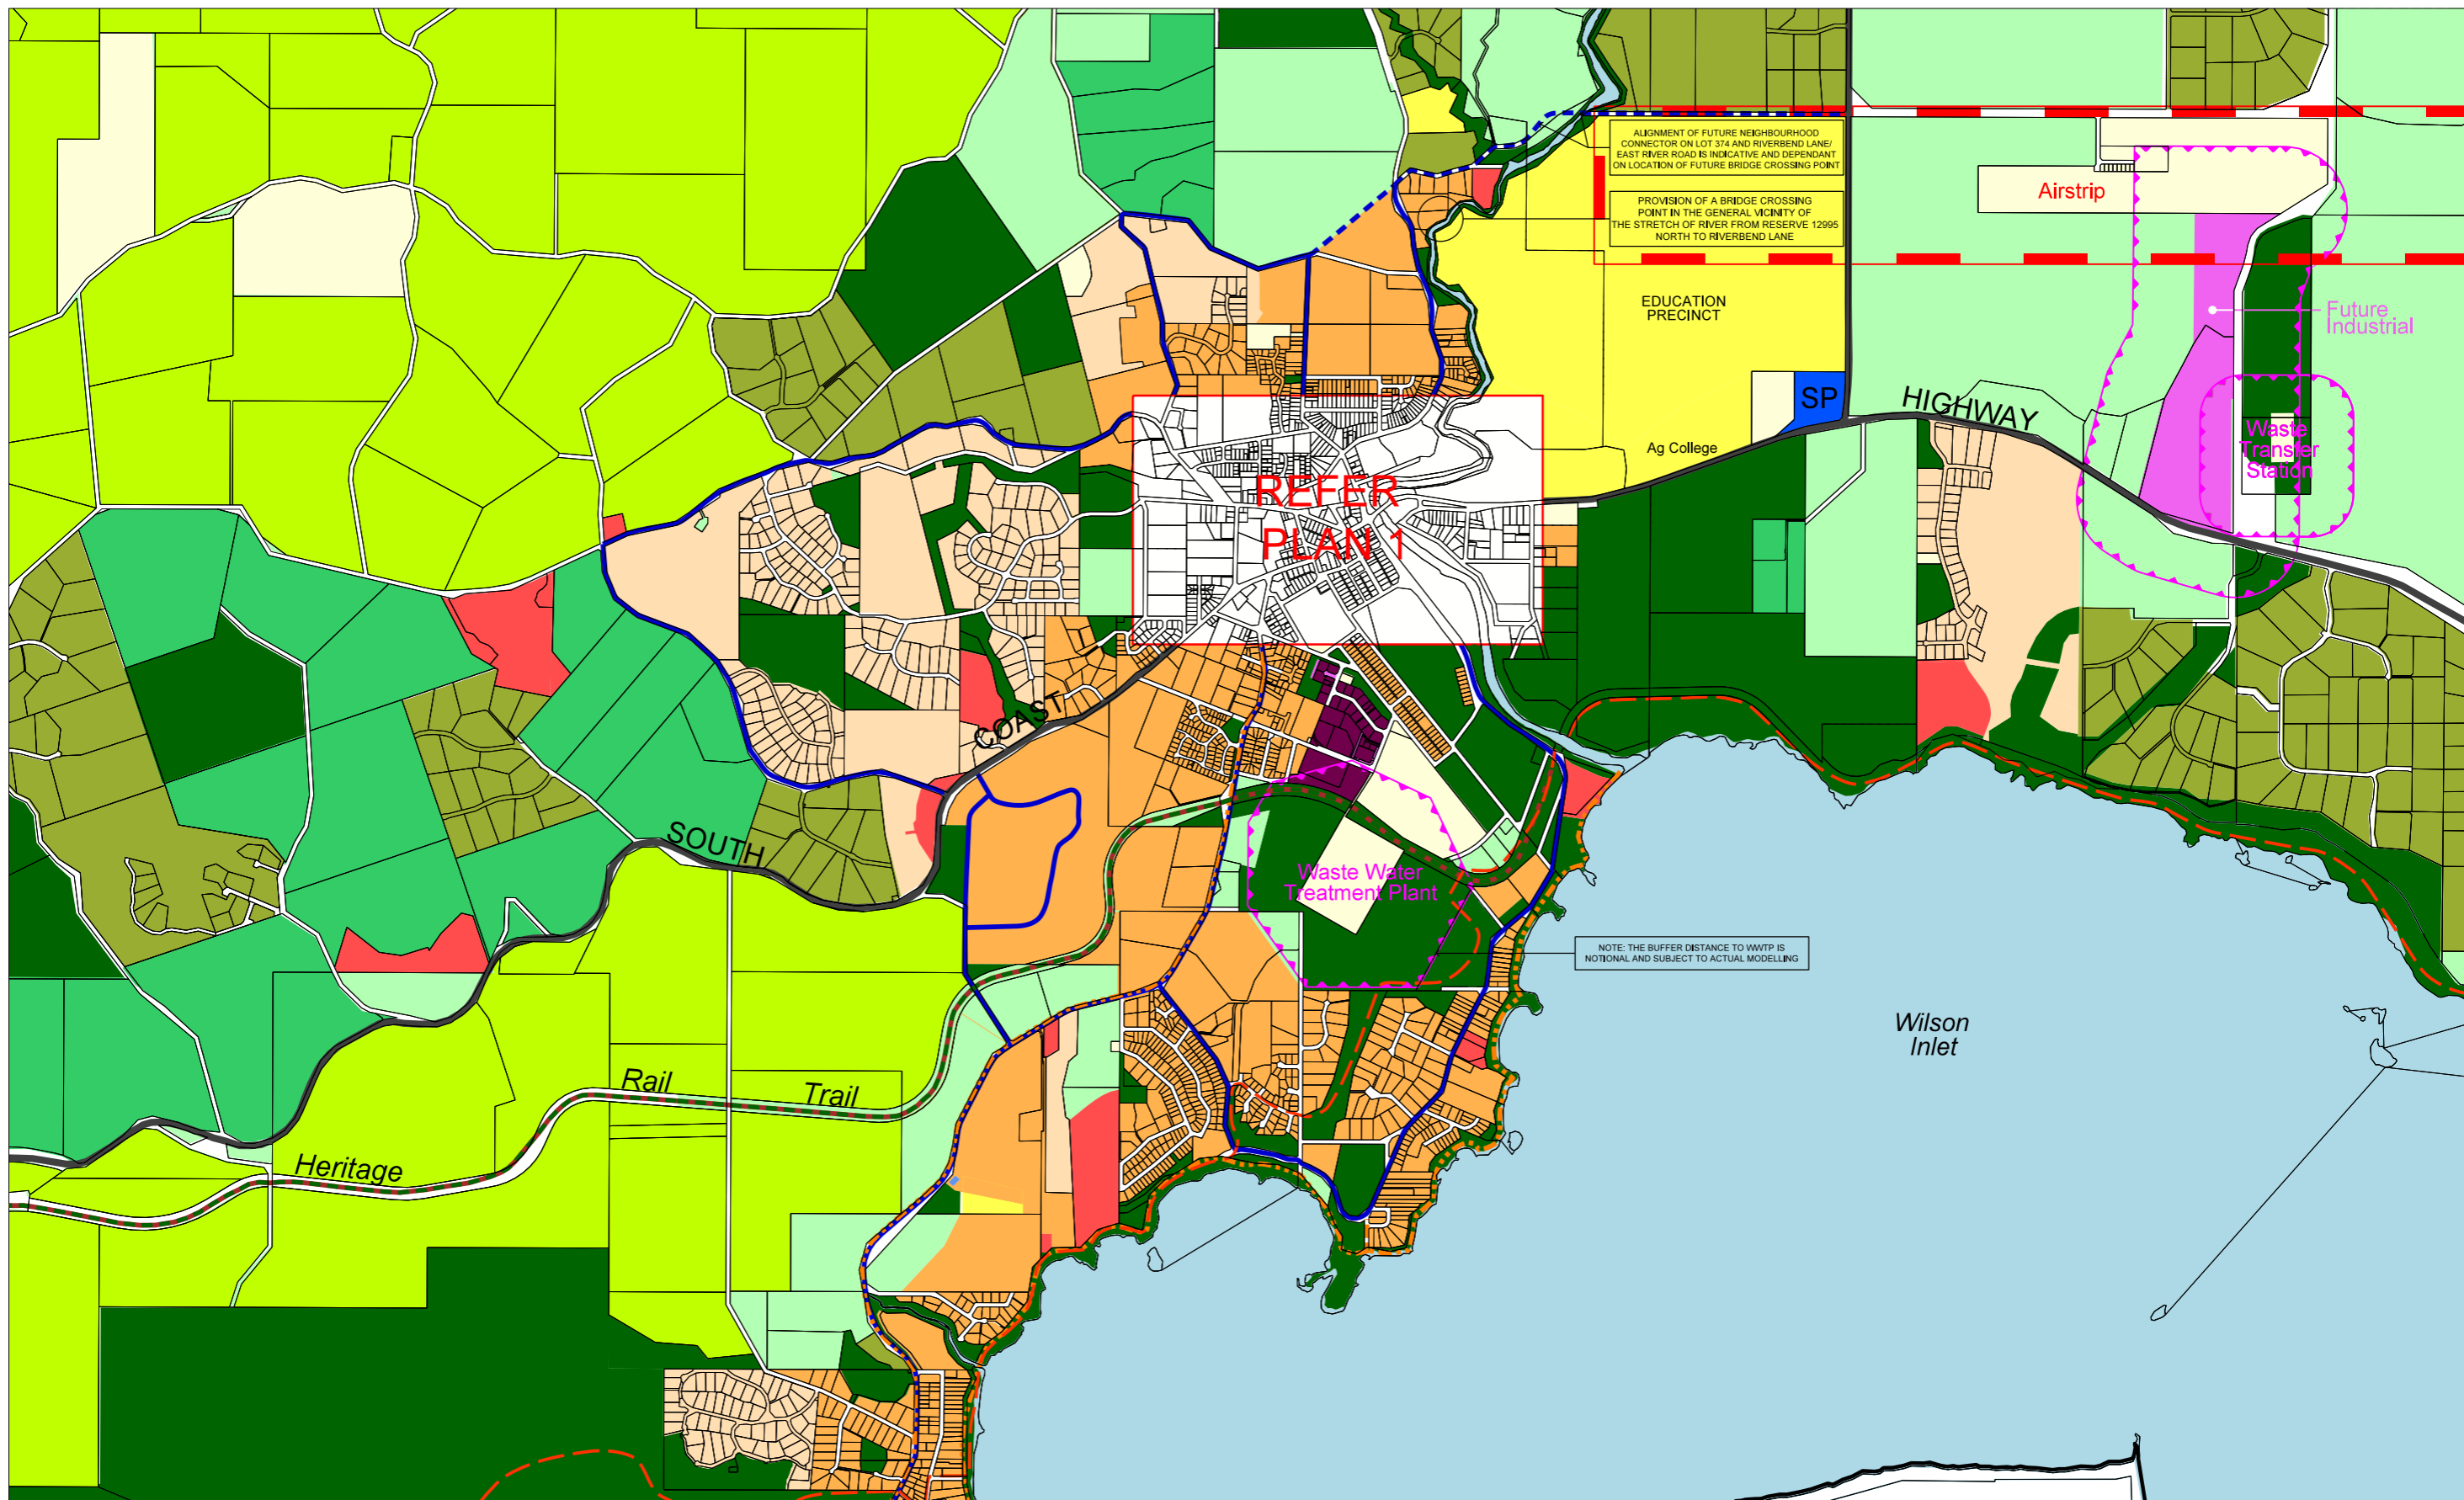 ALIGNMENT OF FUTURE NEIGHBOURHOOD
CONNECTOR ON LOT 374 AND RIVERBEND LANE/
EAST RIVER ROAD IS INDICATIVE AND DEPENDANT
ON LOCATION OF FUTURE BRIDGE CROSSING POINT
PROVISION OF A BRIDGE CROSSING
POINT IN THE GENERAL VICINITY OF
THE STRETCH OF RIVER FROM RESERVE 12995
NORTH TO RIVERBEND LANE
Airstrip
EDUCATION
PRECINCT
Future
Industrial
SP
HIGHWAY
Ag College
Waste
Transfer
Station
REFER
PLAN 1
COAST
SOUTH
Waste Water
Treatment Plant
NOTE: THE BUFFER DISTANCE TO WWTP IS
NOTIONAL AND SUBJECT TO ACTUAL MODELLING
Wilson
Inlet
Rail
Trail
Heritage